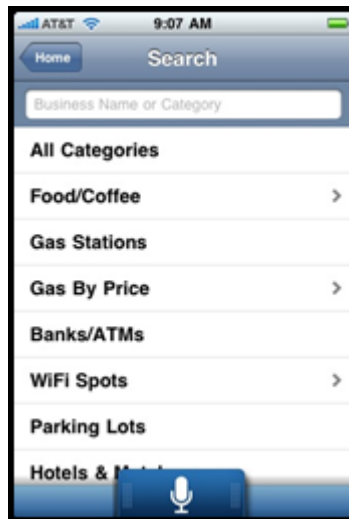 AT&T 9:07 AM
Home Search
Business Name or Category
All Categories
Food/Coffee
Gas Stations
Gas By Price
Banks/ATMs
WiFi Spots
Parking Lots
Hotels &